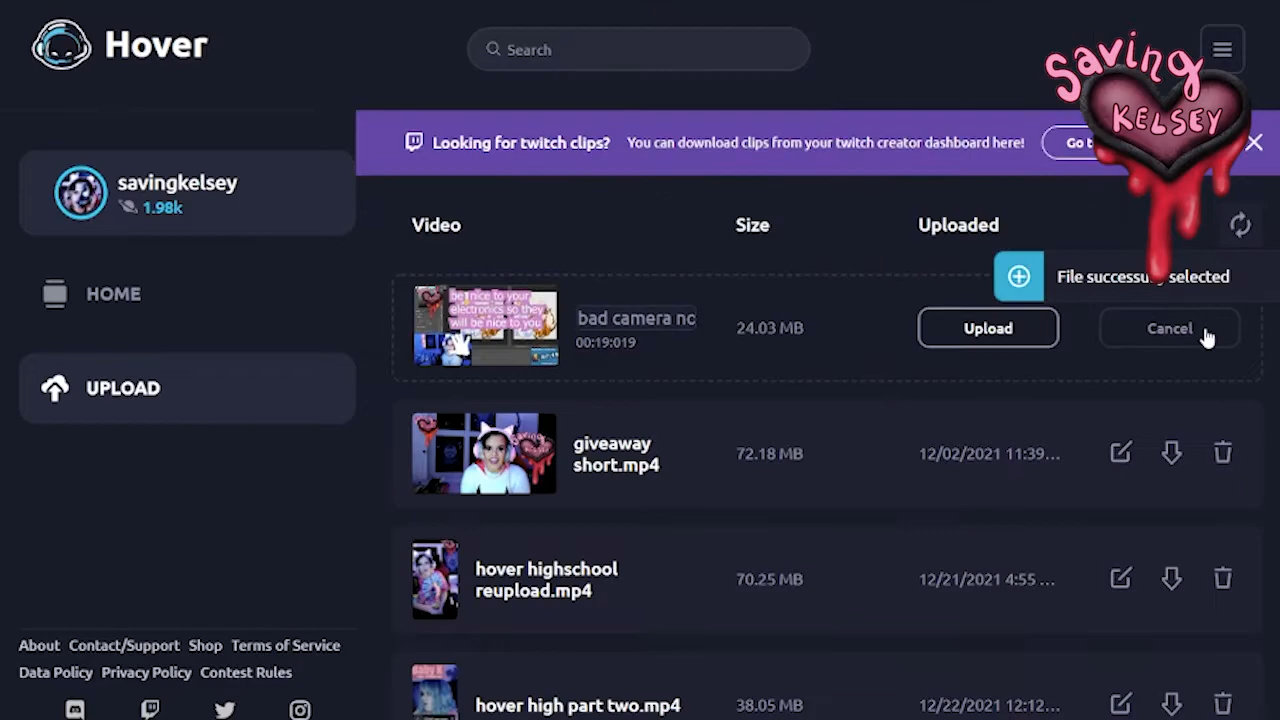 Hover
Search
Saving
KELSEY
Looking for twitch clips? You can download clips from your twitch creator dashboard here!
Go
savingkelsey
1.98k
Video Size Uploaded
File selected
HOME
be nice to your
electronics so they
will be nice to you
bad camera no
00:19:019
24.03 MB
Upload
Cancel
UPLOAD
giveaway
short.mp4
72.18 MB
12/02/2021 11:39...
hover highschool
reupload.mp4
70.25 MB
12/21/2021 4:55 ...
About Contact/Support Shop Terms of Service
Data Policy Privacy Policy Contest Rules
hover high part two.mp4
38.05 MB
12/22/2021 12:12...